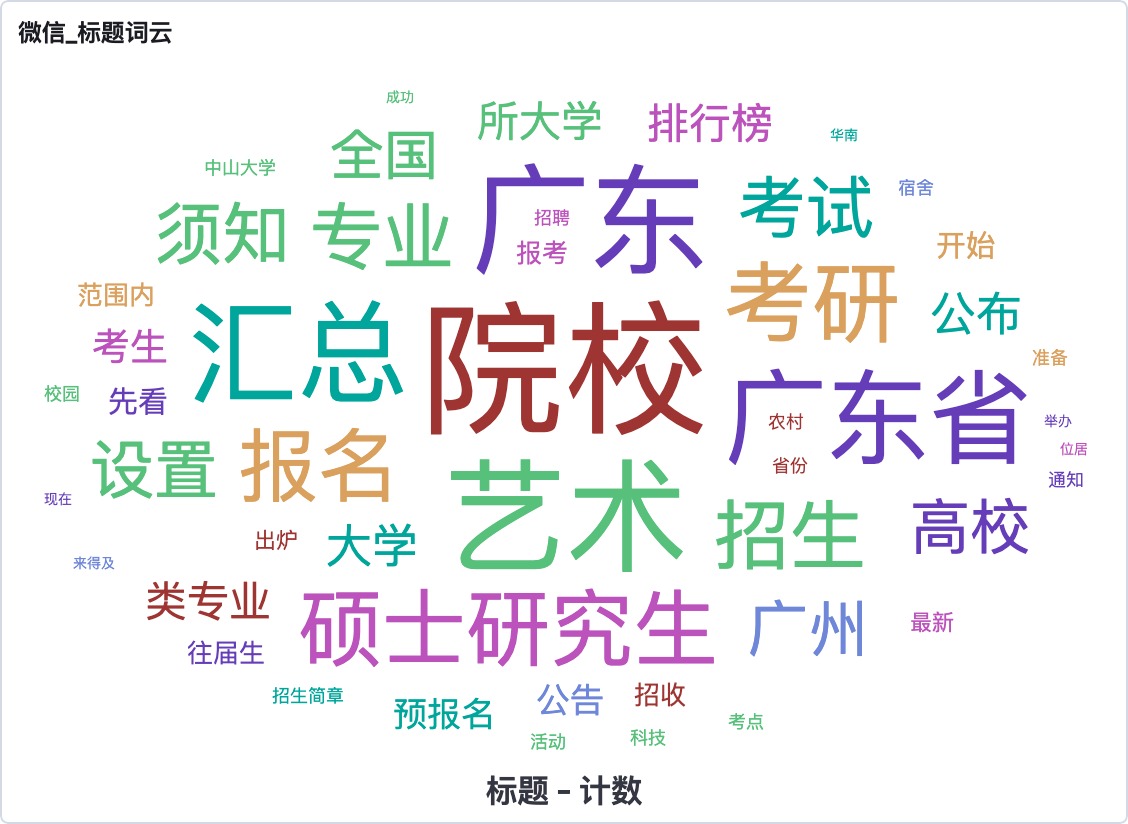 微信_标题词云
成功
所大学
排行榜
华南
全国
中山大学
广东
考试
宿舍
须知
专业
招聘
报考
开始
考研
范围内
汇总
院校
公布
考生
准备
校园
先看
广东省
农村
举办
设置
报名
省份
位居
通知
艺术
现在
招生
高校
出炉
大学
来得及
类专业
硕士研究生
广州
最新
往届生
招生简章
预报名
公告
招收
考点
活动
科技
标题 – 计数